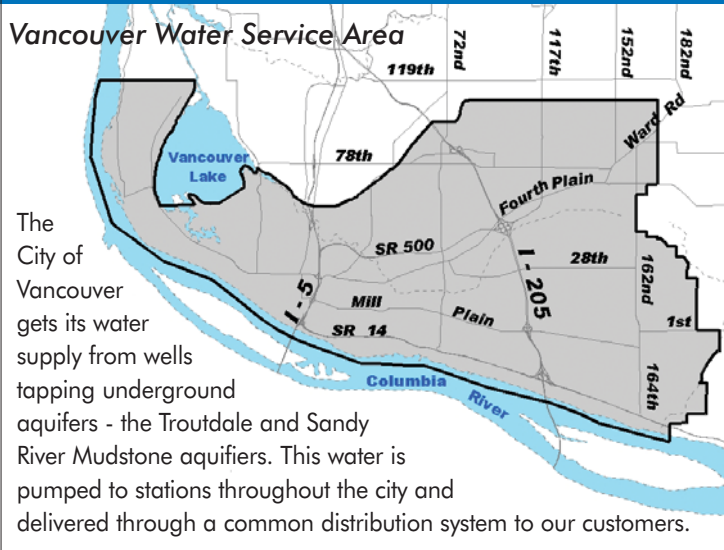 Vancouver Water Service Area
72nd
117th
152nd
182nd
119th
Ward Rd
78th
Vancouver
Lake
Fourth Plain
SR 500
28th
162nd
I - 205
I - 5
Mill
Plain
1st
SR 14
164th
Columbia
River
The
City of
Vancouver
gets its water
supply from wells
tapping underground
aquifers - the Troutdale and Sandy
River Mudstone aquifiers. This water is
pumped to stations throughout the city and
delivered through a common distribution system to our customers.